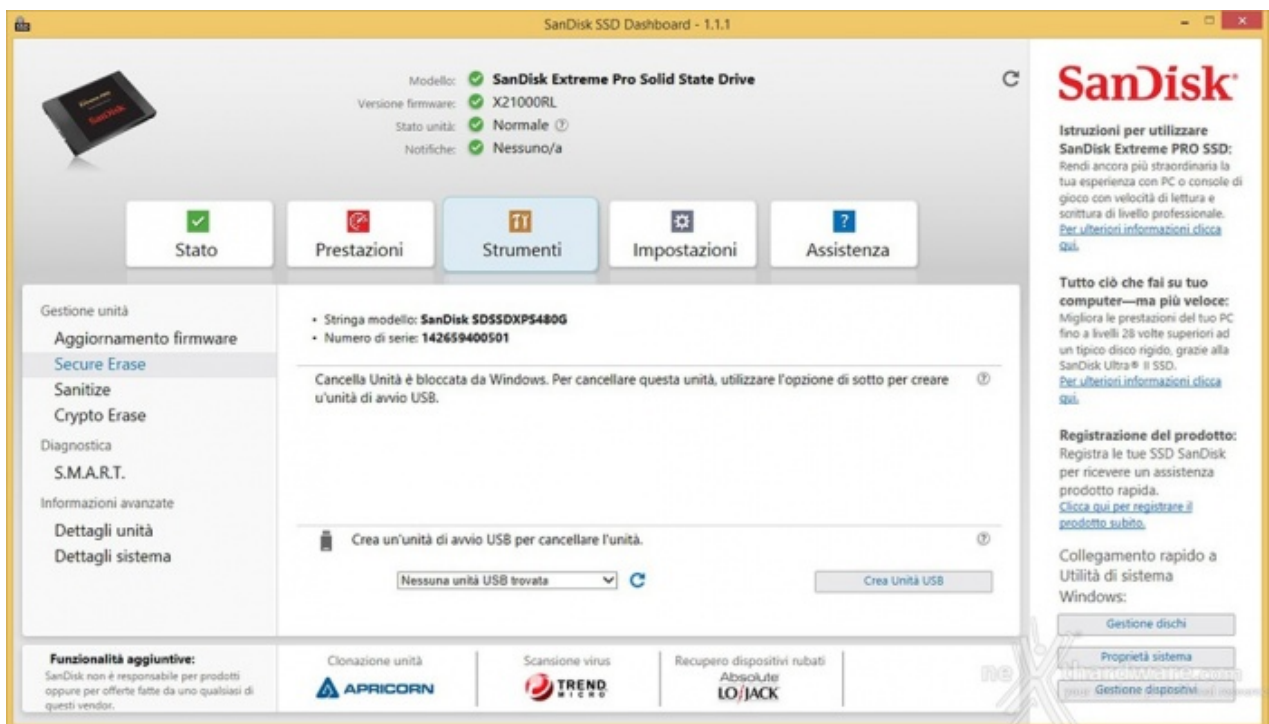 SanDisk SSD Dashboard - 1.1.1
Modello: SanDisk Extreme Pro Solid State Drive
Versione firmware: X21000RL
Stato unità: Normale
Notifiche: Nessuno/a
Stato
Prestazioni
Strumenti
Impostazioni
Assistenza
Gestione unità
Aggiornamento firmware
Secure Erase
Sanitize
Crypto Erase
Diagnostica
S.M.A.R.T.
Informazioni avanzate
Dettagli unità
Dettagli sistema
• Stringa modello: SanDisk SDSSDXPS480G
• Numero di serie: 142659400501
Cancella Unità è bloccata da Windows. Per cancellare questa unità, utilizzare l'opzione di sotto per creare
u'unità di avvio USB.
Crea un'unità di avvio USB per cancellare l'unità.
Nessuna unità USB trovata
Crea Unità USB
Funzionalità aggiuntive:
SanDisk non è responsabile per prodotti
oppure per offerte fatte da uno qualsiasi di
questi vendor.
Clonazione unità
APRICORN
Scansione virus
TREND
MICRO
Recupero dispositivi rubati
Absolute
LO/JACK
SanDisk
Istruzioni per utilizzare
SanDisk Extreme PRO SSD:
Rendi ancora più straordinaria la
tua esperienza con PC o console di
gioco con velocità di lettura e
scrittura di livello professionale.
Per ulteriori informazioni clicca
qui.
Tutto ciò che fai su tuo
computer—ma più veloce:
Migliora le prestazioni del tuo PC
fino a livelli 28 volte superiori ad
un tipico disco rigido, grazie alla
SanDisk Ultra® II SSD.
Per ulteriori informazioni clicca
qui.
Registrazione del prodotto:
Registra le tue SSD SanDisk
per ricevere un assistenza
prodotto rapida.
Clicca qui per registrare il
prodotto subito.
Collegamento rapido a
Utilità di sistema
Windows:
Gestione dischi
Proprietà sistema
Gestione dispositivi